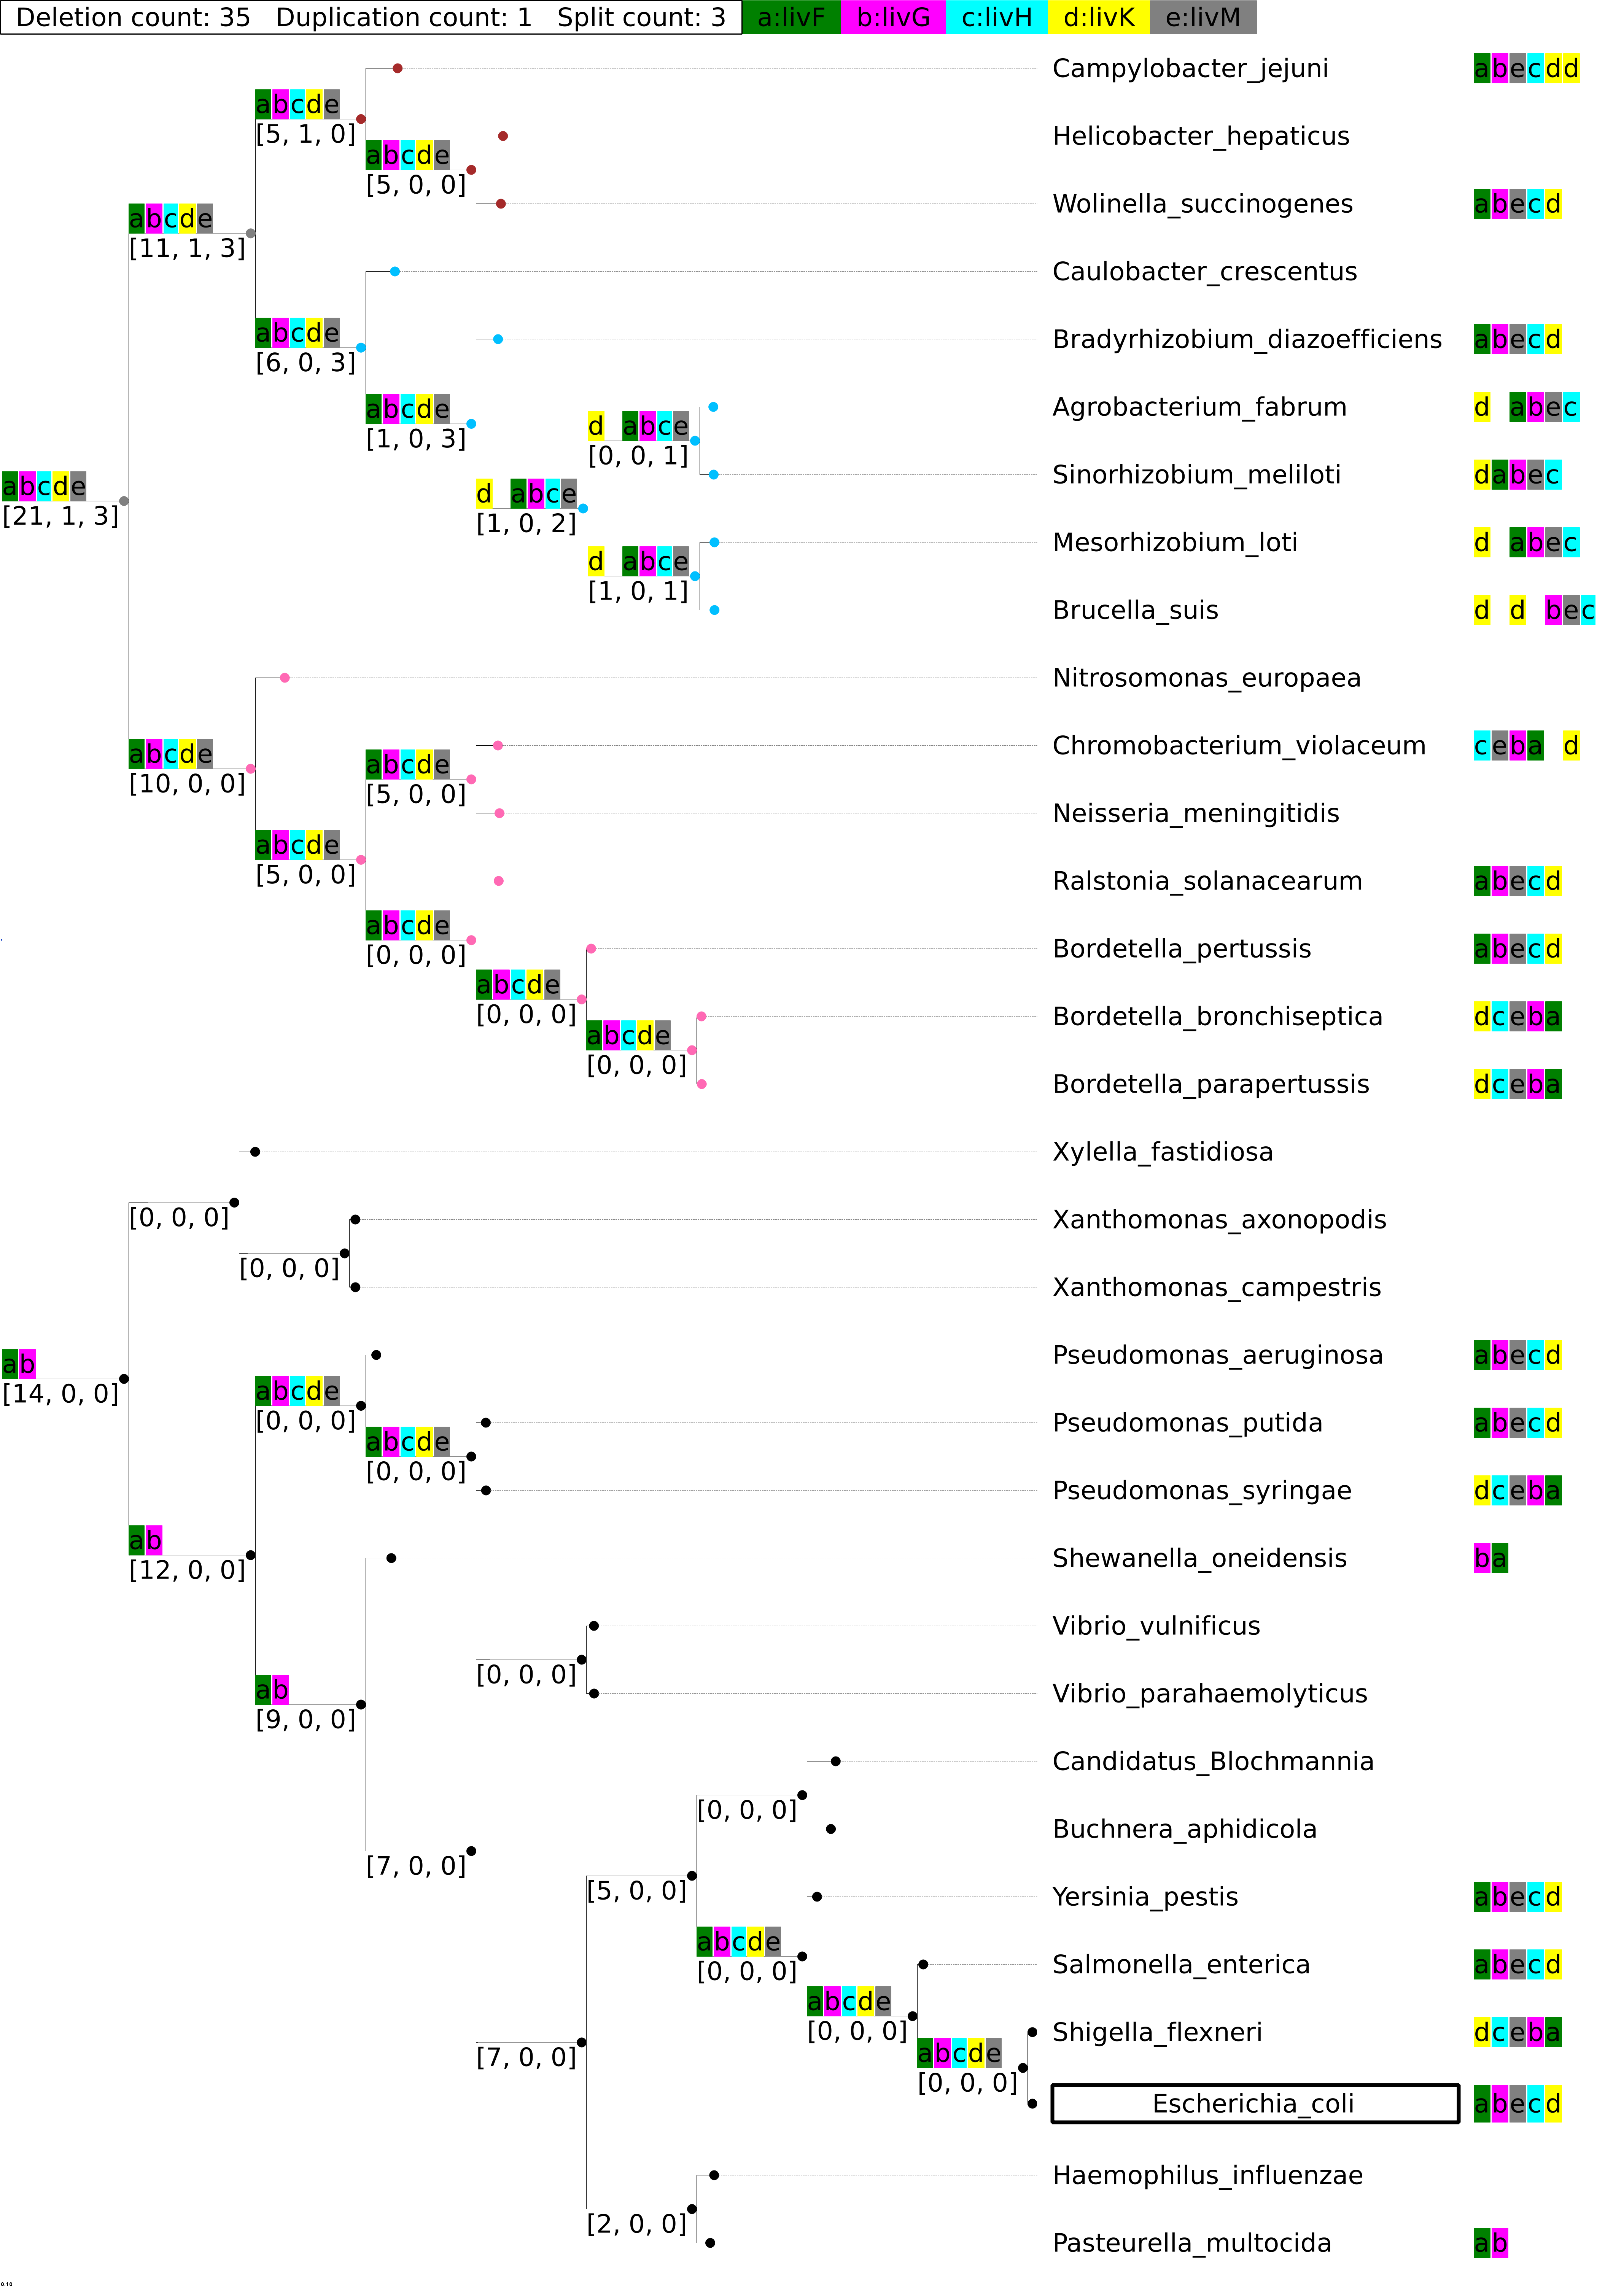 Deletion count: 35 Duplication count: 1 Split count: 3 a:livF b:livG c:livH d:livK e:livM
Campylobacter_jejuni abecdd
abcde
[5, 1, 0]
Helicobacter_hepaticus
abcde
[5, 0, 0]
Wolinella_succinogenes abecd
abcde
[11, 1, 3]
Caulobacter_crescentus
abcde
[6, 0, 3]
Bradyrhizobium_diazoefficiens abecd
abcde
[1, 0, 3]
Agrobacterium_fabrum d abec
d abce
[0, 0, 1]
Sinorhizobium_meliloti dabec
abcde
[21, 1, 3]
d abce
[1, 0, 2]
Mesorhizobium_loti d abec
d abce
[1, 0, 1]
Brucella_suis d d bec
Nitrosomonas_europaea
Chromobacterium_violaceum ceba d
abcde
[10, 0, 0]
abcde
[5, 0, 0]
Neisseria_meningitidis
abcde
[5, 0, 0]
Ralstonia_solanacearum abecd
abcde
[0, 0, 0]
Bordetella_pertussis abecd
abcde
[0, 0, 0]
Bordetella_bronchiseptica dceba
abcde
[0, 0, 0]
Bordetella_parapertussis dceba
Xylella_fastidiosa
[0, 0, 0]
Xanthomonas_axonopodis
[0, 0, 0]
Xanthomonas_campestris
Pseudomonas_aeruginosa abecd
ab
[14, 0, 0]
abcde
[0, 0, 0]
Pseudomonas_putida abecd
abcde
[0, 0, 0]
Pseudomonas_syringae dceba
ab
[12, 0, 0]
Shewanella_oneidensis ba
Vibrio_vulnificus
[0, 0, 0]
Vibrio_parahaemolyticus
ab
[9, 0, 0]
Candidatus_Blochmannia
[0, 0, 0]
Buchnera_aphidicola
[7, 0, 0]
[5, 0, 0]
Yersinia_pestis abecd
abcde
[0, 0, 0]
Salmonella_enterica abecd
abcde
[0, 0, 0]
Shigella_flexneri dceba
[7, 0, 0]
abcde
[0, 0, 0]
Escherichia_coli abecd
Haemophilus_influenzae
[2, 0, 0]
Pasteurella_multocida ab
0.10